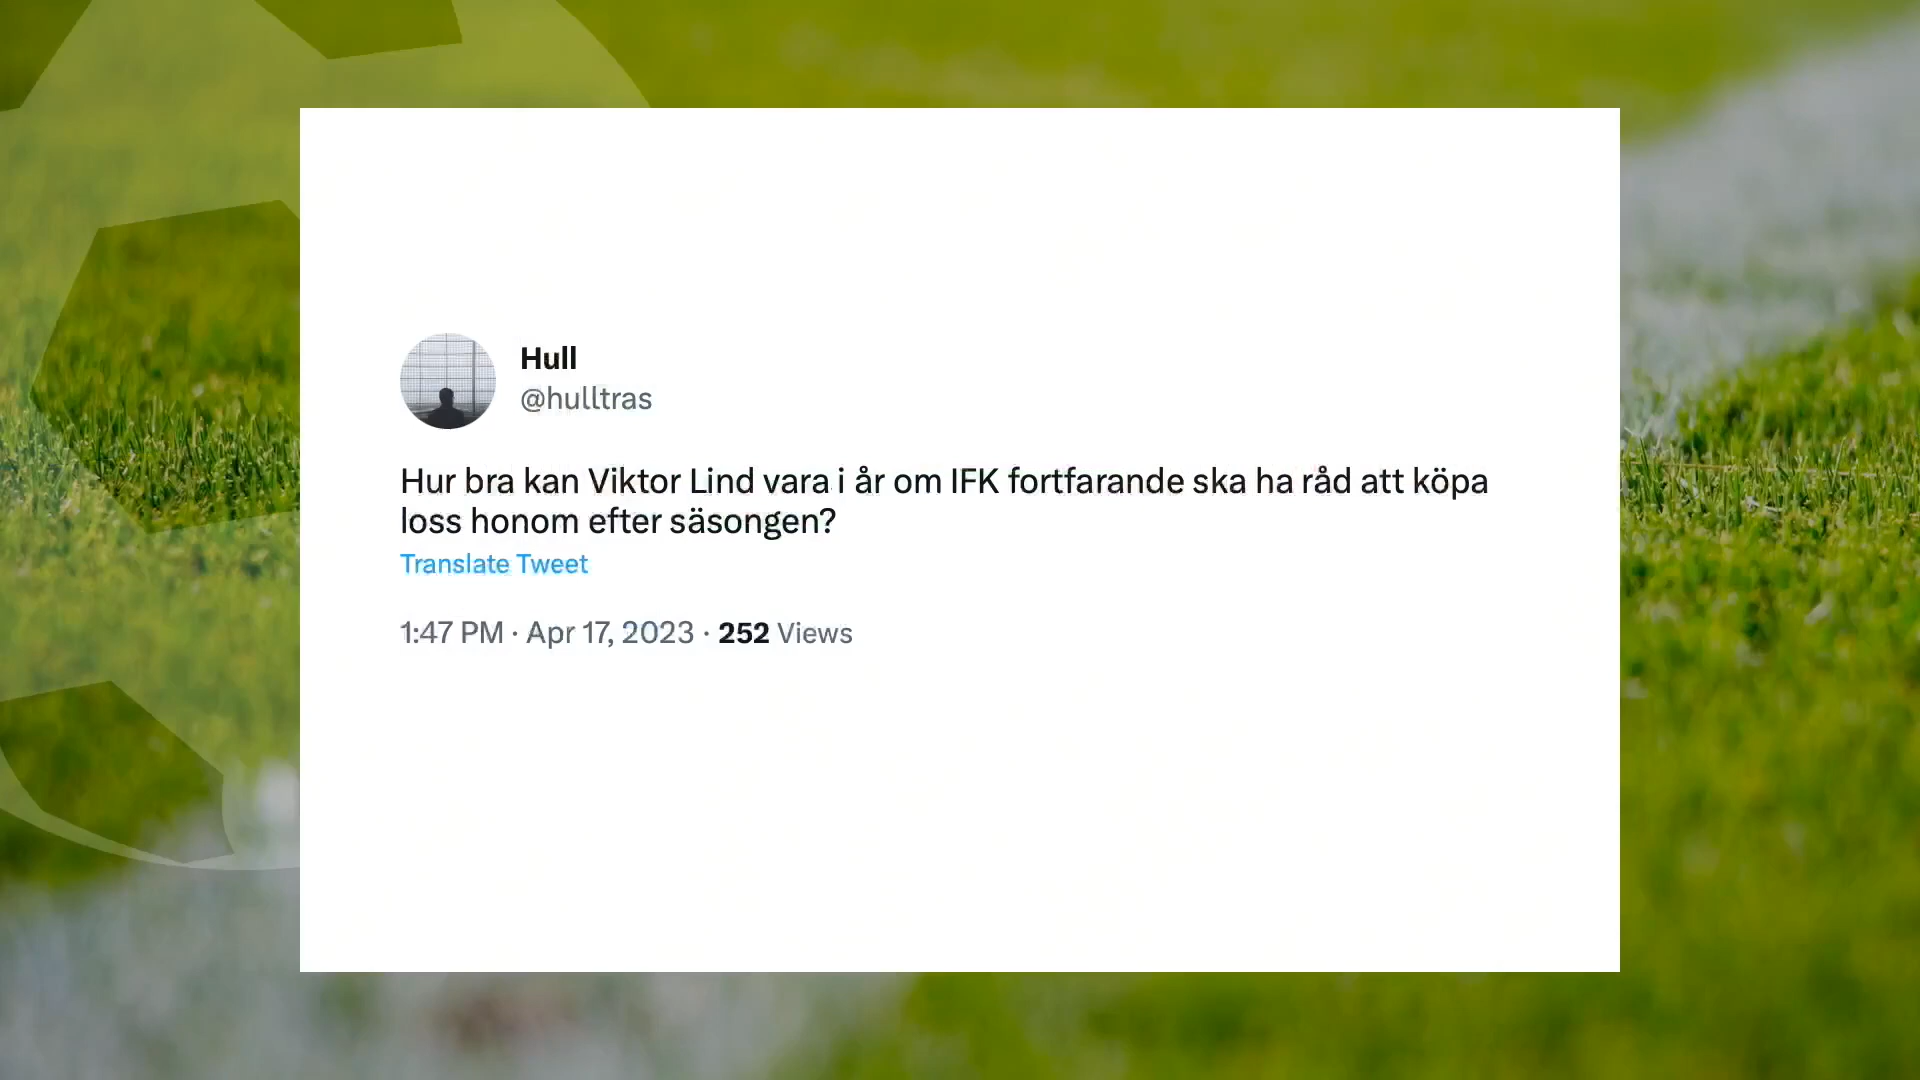 Hull
@hulltras
Hur bra kan Viktor Lind vara i år om IFK fortfarande ska ha råd att köpa
loss honom efter säsongen?
Translate Tweet
1:47 PM · Apr 17, 2023 · 252 Views